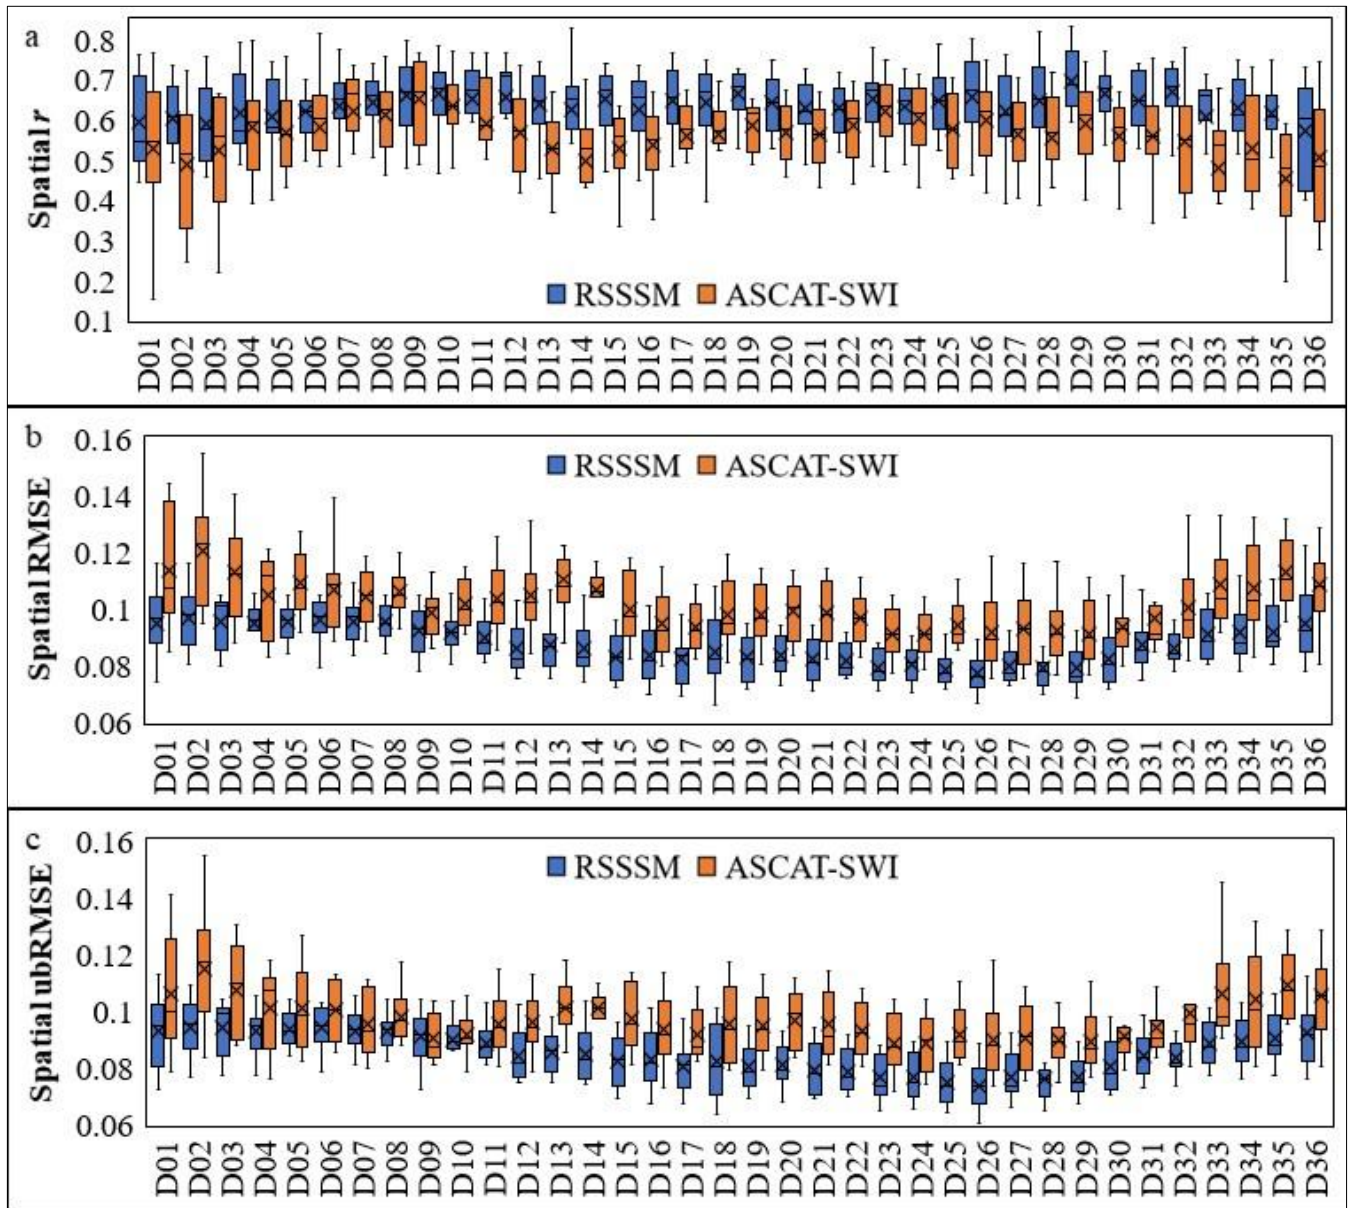 a
Spatial r
0.8
0.7
0.6
0.5
0.4
0.3
0.2
0.1
RSSSM ASCAT-SWI
D01 D02 D03 D04 D05 D06 D07 D08 D09 D10 D11 D12 D13 D14 D15 D16 D17 D18 D19 D20 D21 D22 D23 D24 D25 D26 D27 D28 D29 D30 D31 D32 D33 D34 D35 D36
b
Spatial RMSE
0.16
0.14
0.12
0.1
0.08
0.06
RSSSM ASCAT-SWI
D01 D02 D03 D04 D05 D06 D07 D08 D09 D10 D11 D12 D13 D14 D15 D16 D17 D18 D19 D20 D21 D22 D23 D24 D25 D26 D27 D28 D29 D30 D31 D32 D33 D34 D35 D36
c
Spatial ubRMSE
0.16
0.14
0.12
0.1
0.08
0.06
RSSSM ASCAT-SWI
D01 D02 D03 D04 D05 D06 D07 D08 D09 D10 D11 D12 D13 D14 D15 D16 D17 D18 D19 D20 D21 D22 D23 D24 D25 D26 D27 D28 D29 D30 D31 D32 D33 D34 D35 D36